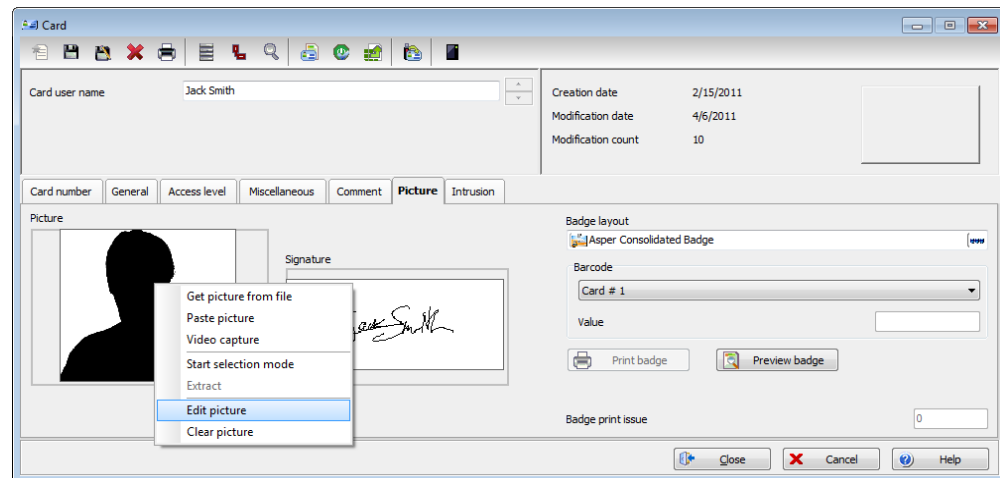 Card
Card user name
Jack Smith
Creation date 2/15/2011
Modification date 4/6/2011
Modification count 10
Card number General Access level Miscellaneous Comment Picture Intrusion
Picture
Signature
Jack Smith
Get picture from file
Paste picture
Video capture
Start selection mode
Extract
Edit picture
Clear picture
Badge layout
Asper Consolidated Badge
Barcode
Card # 1
Value
Print badge Preview badge
Badge print issue 0
Close Cancel Help